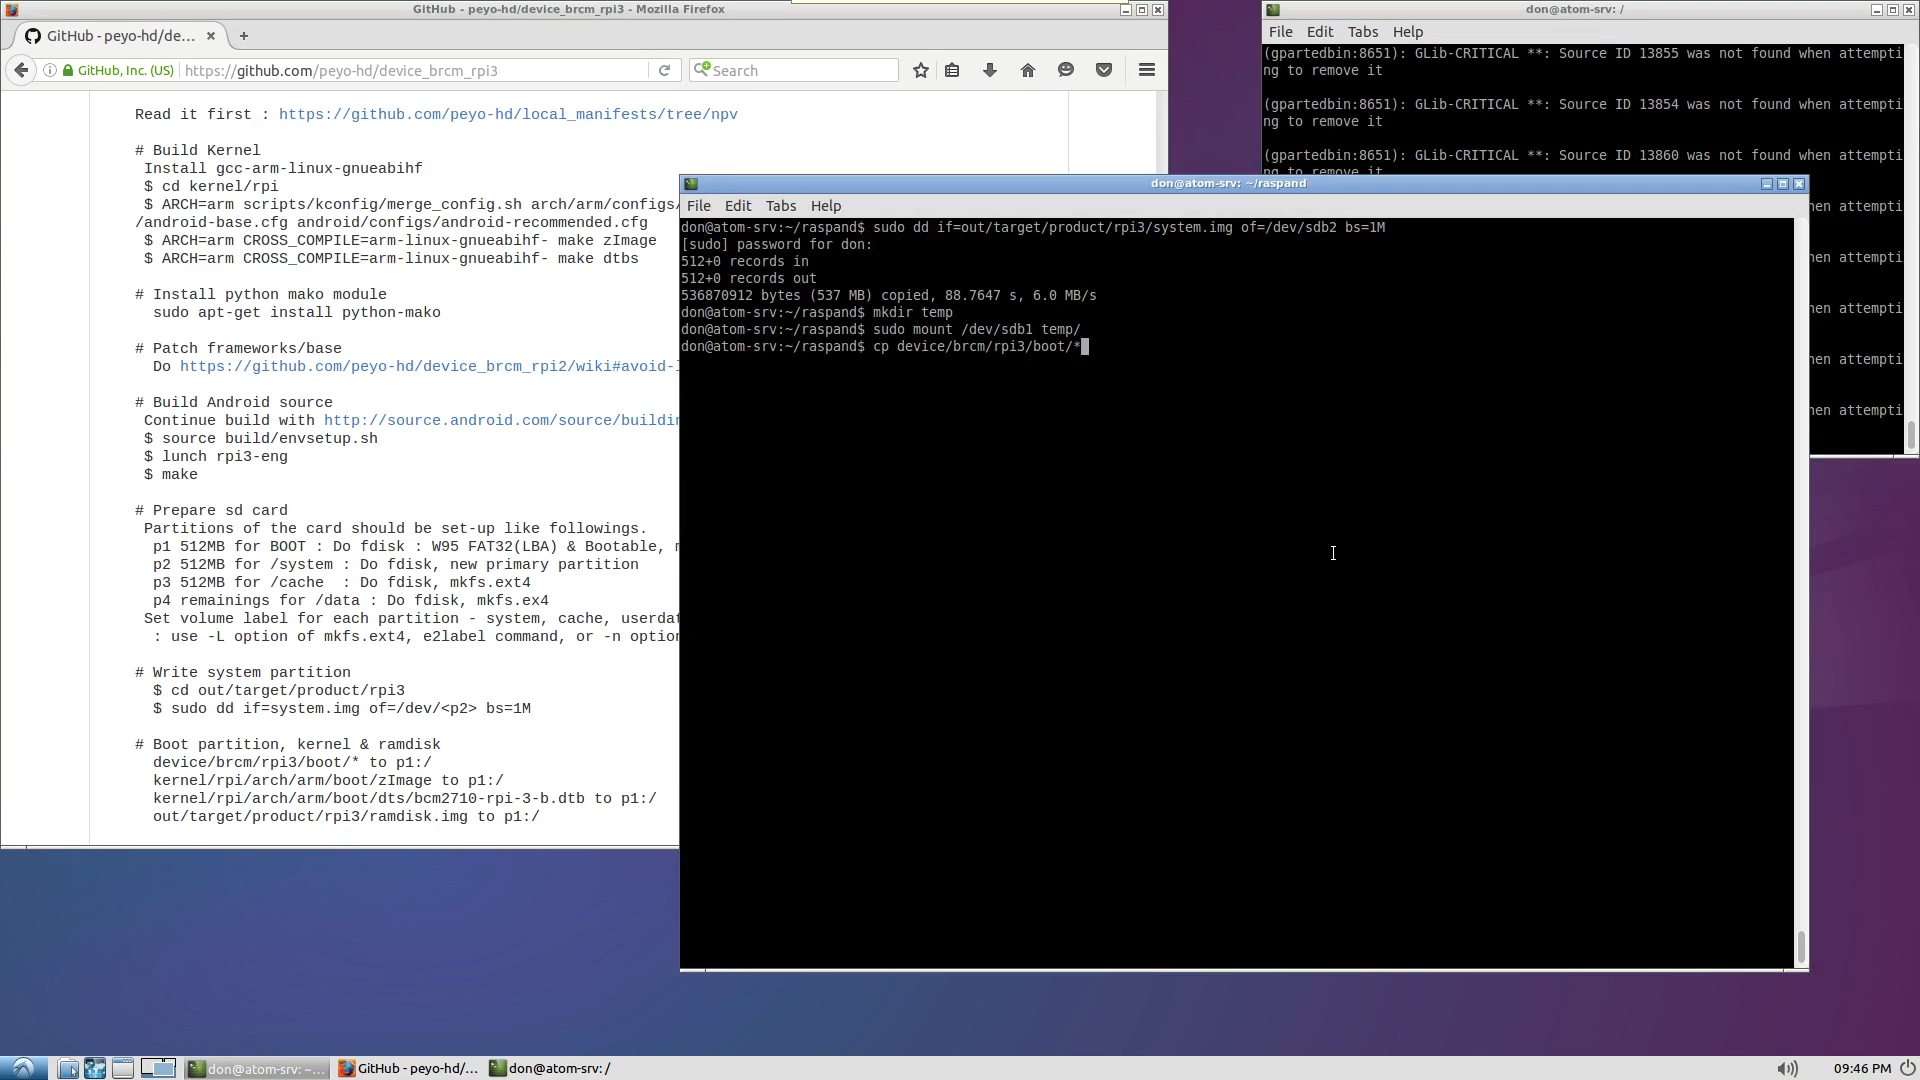 GitHub - peyo-hd/device_brcm_rpi3 - Mozilla Firefox
GitHub - peyo-hd/de...
GitHub, Inc. (US)
https://github.com/peyo-hd/device_brcm_rpi3
Search
Read it first : https://github.com/peyo-hd/local_manifests/tree/npv
# Build Kernel
Install gcc-arm-linux-gnueabihf
$ cd kernel/rpi
$ ARCH=arm scripts/kconfig/merge_config.sh arch/arm/configs/
/android-base.cfg android/configs/android-recommended.cfg
$ ARCH=arm CROSS_COMPILE=arm-linux-gnueabihf- make zImage
$ ARCH=arm CROSS_COMPILE=arm-linux-gnueabihf- make dtbs
# Install python mako module
sudo apt-get install python-mako
# Patch frameworks/base
Do https://github.com/peyo-hd/device_brcm_rpi2/wiki#avoid-
# Build Android source
Continue build with http://source.android.com/source/buildin
$ source build/envsetup.sh
$ lunch rpi3-eng
$ make
# Prepare sd card
Partitions of the card should be set-up like followings.
p1 512MB for BOOT : Do fdisk : W95 FAT32(LBA) & Bootable,
p2 512MB for /system : Do fdisk, new primary partition
p3 512MB for /cache  : Do fdisk, mkfs.ext4
p4 remainings for /data : Do fdisk, mkfs.ex4
Set volume label for each partition - system, cache, userdat
: use -L option of mkfs.ext4, e2label command, or -n option
# Write system partition
$ cd out/target/product/rpi3
$ sudo dd if=system.img of=/dev/<p2> bs=1M
# Boot partition, kernel & ramdisk
device/brcm/rpi3/boot/* to p1:/
kernel/rpi/arch/arm/boot/zImage to p1:/
kernel/rpi/arch/arm/boot/dts/bcm2710-rpi-3-b.dtb to p1:/
out/target/product/rpi3/ramdisk.img to p1:/
don@atom-srv: /
File Edit Tabs Help
(gpartedbin:8651): GLib-CRITICAL **: Source ID 13855 was not found when attempti
ng to remove it
(gpartedbin:8651): GLib-CRITICAL **: Source ID 13854 was not found when attempti
ng to remove it
(gpartedbin:8651): GLib-CRITICAL **: Source ID 13860 was not found when attempti
ng to remove it
hen attempti
hen attempti
hen attempti
hen attempti
hen attempti
don@atom-srv: ~/raspand
File Edit Tabs Help
don@atom-srv:~/raspand$ sudo dd if=out/target/product/rpi3/system.img of=/dev/sdb2 bs=1M
[sudo] password for don:
512+0 records in
512+0 records out
536870912 bytes (537 MB) copied, 88.7647 s, 6.0 MB/s
don@atom-srv:~/raspand$ mkdir temp
don@atom-srv:~/raspand$ sudo mount /dev/sdb1 temp/
don@atom-srv:~/raspand$ cp device/brcm/rpi3/boot/*
don@atom-srv: ~...
GitHub - peyo-hd/...
don@atom-srv: /
09:46 PM